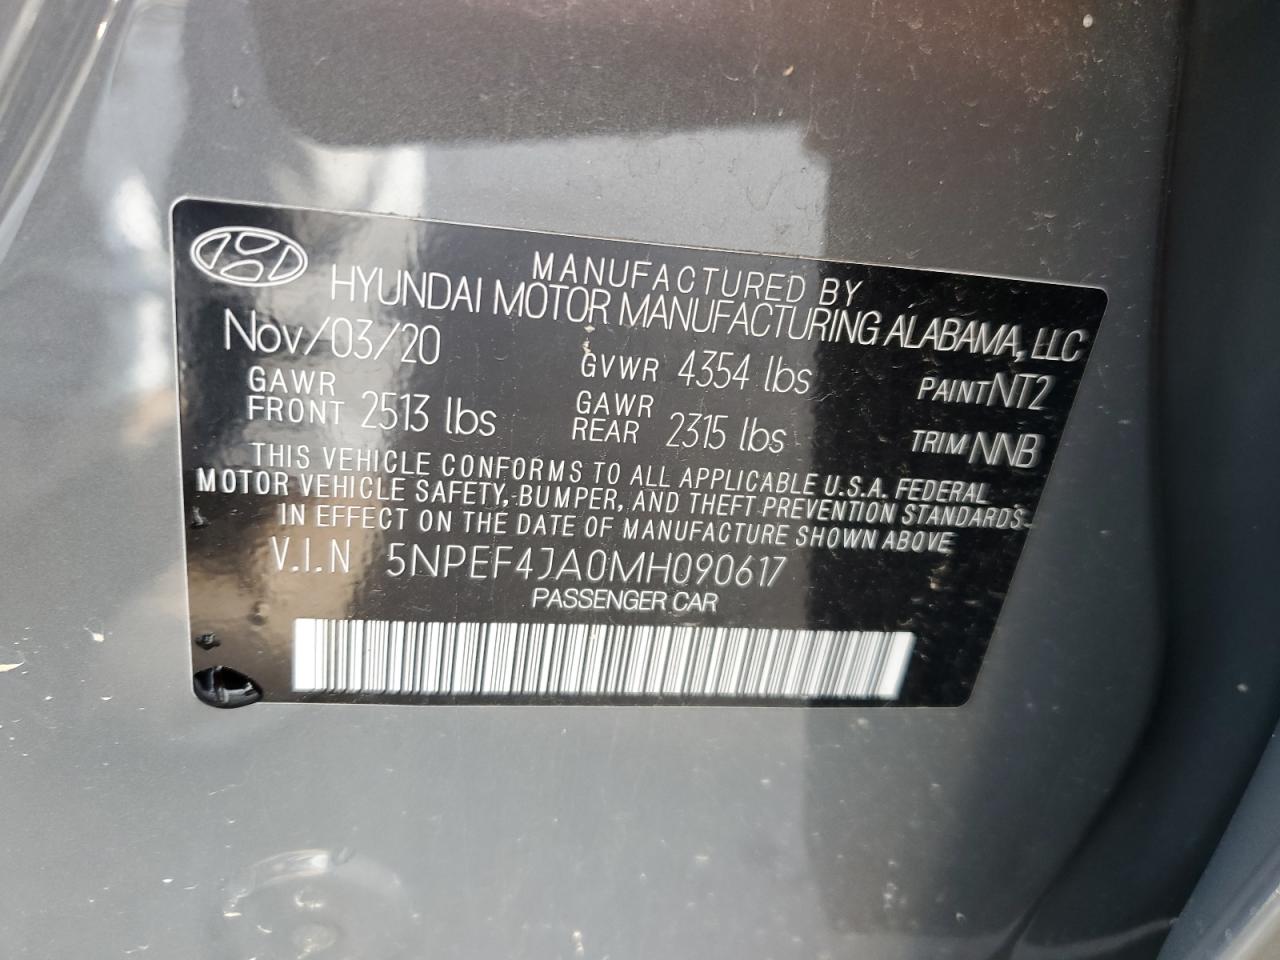 MANUFACTURED BY
HYUNDAI MOTOR MANUFACTURING ALABAMA, LLC
Nov/03/20 GVWR 4354 lbs PAINT NT2
GAWR FRONT 2513 lbs GAWR REAR 2315 lbs TRIM NNB
THIS VEHICLE CONFORMS TO ALL APPLICABLE U.S.A. FEDERAL
MOTOR VEHICLE SAFETY, BUMPER, AND THEFT PREVENTION STANDARDS
IN EFFECT ON THE DATE OF MANUFACTURE SHOWN ABOVE
V.I.N 5NPEF4JA0MH090617
PASSENGER CAR